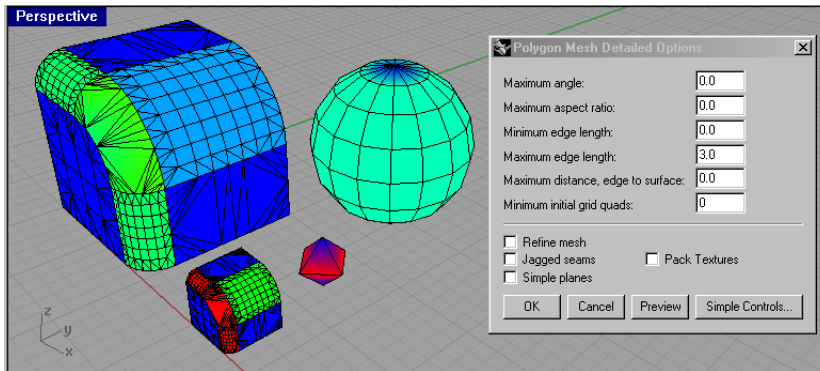 Perspective
Polygon Mesh Detailed Options
Maximum angle: 0.0
Maximum aspect ratio: 0.0
Minimum edge length: 0.0
Maximum edge length: 3.0
Maximum distance, edge to surface: 0.0
Minimum initial grid quads: 0
Refine mesh
Jagged seams Pack Textures
Simple planes
OK Cancel Preview Simple Controls...
z
y
x